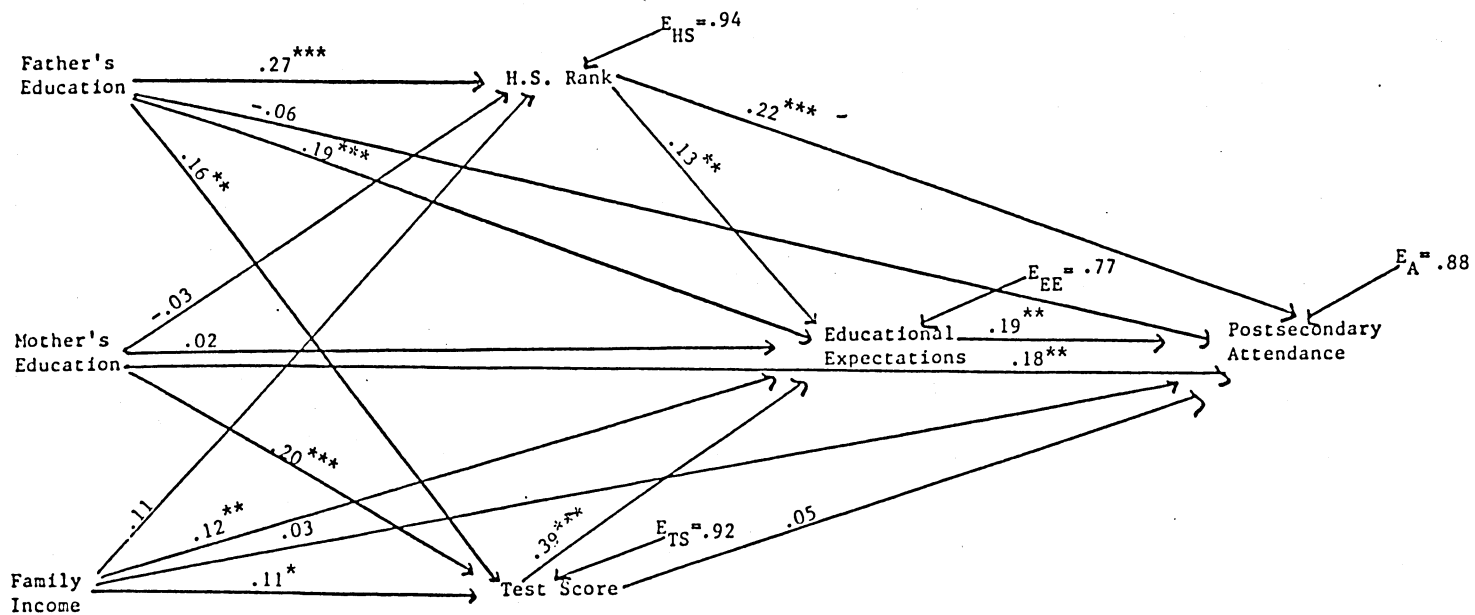 E_HS=.94
Father's
Education
.27***
H.S. Rank
-.06
.22***
.19***
.13**
.16**
E_A=.88
E_EE=.77
-.03
Mother's
Education
.02
Educational
Expectations
.19**
.18**
Postsecondary
Attendance
.20***
.11
.12**
.03
.39***
E_TS=.92
.05
Family
Income
.11*
Test Score